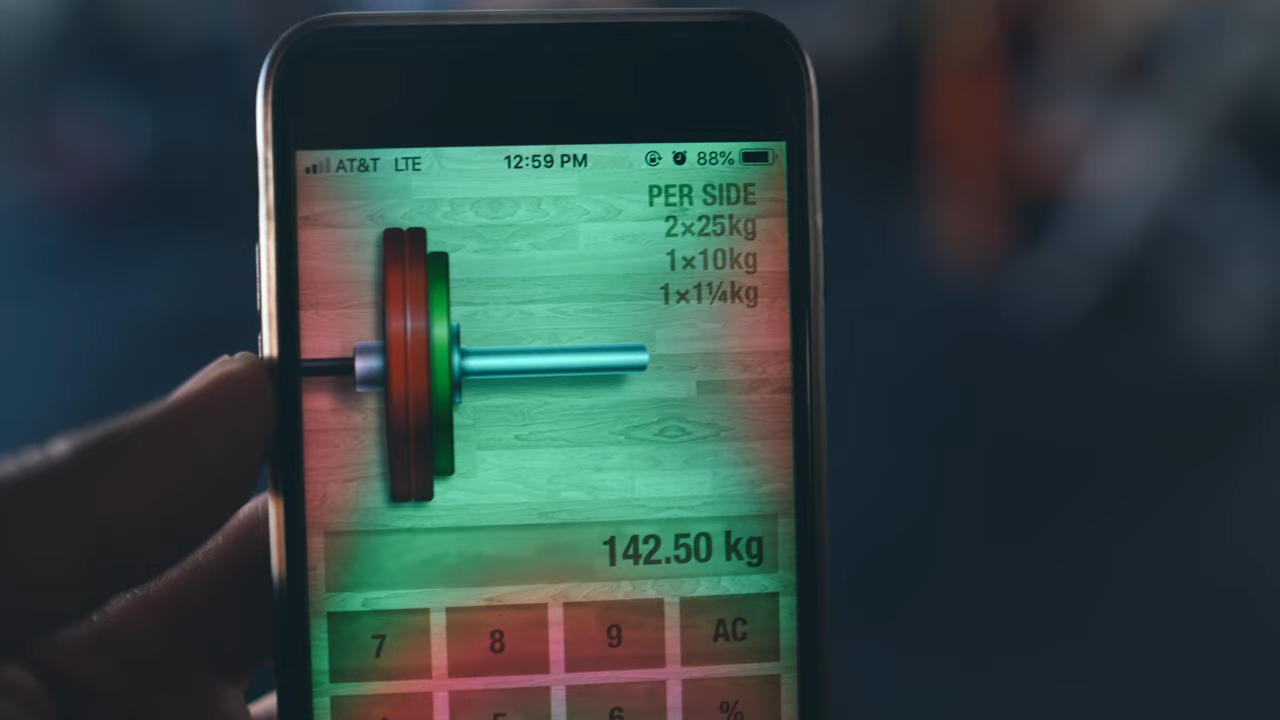 AT&T LTE 12:59 PM 88%
PER SIDE
2×25kg
1×10kg
1×1¼kg
142.50 kg
7 8 9 AC
5 6 %